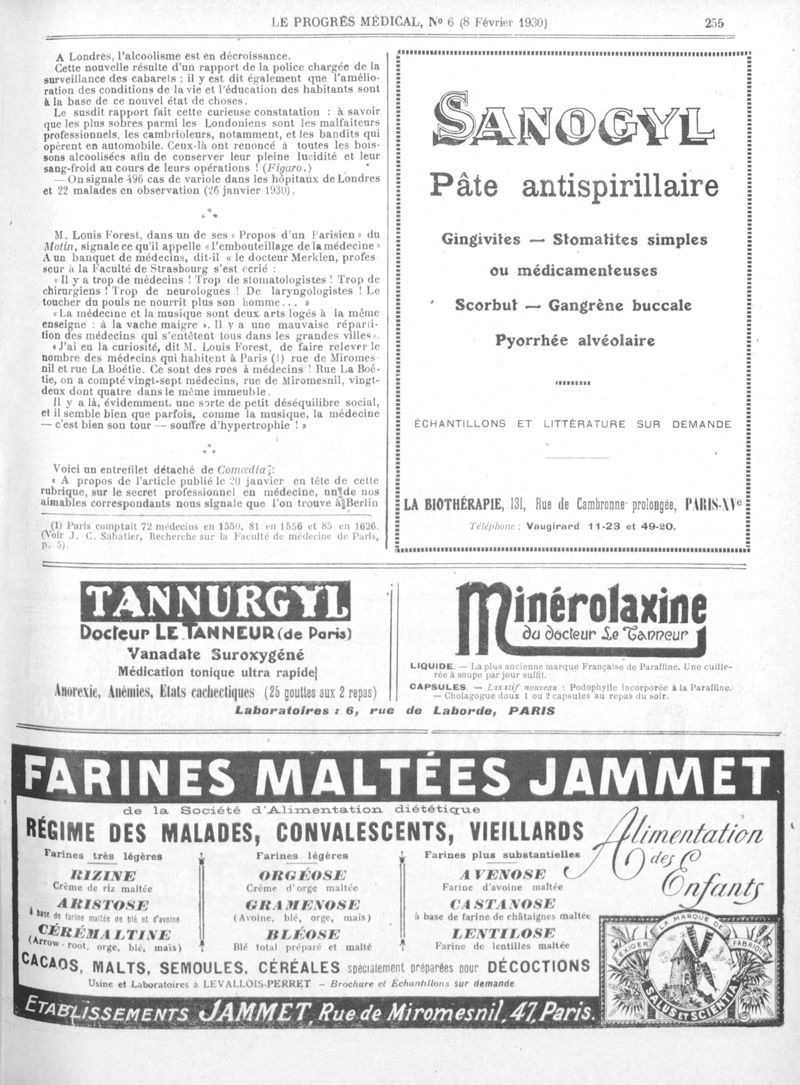 LE PROGRÈS MÉDICAL, No 6 (8 Février 1930)
255
A Londres, l'alcoolisme est en décroissance.
Cette nouvelle résulte d'un rapport de la police chargée de la
surveillance des cabarets ; il y est dit également que l'amélio-
ration des conditions de la vie et l'éducation des habitants sont
à la base de ce nouvel état de choses.
Le susdit rapport fait cette curieuse constatation : à savoir
que les plus sobres parmi les Londoniens sont les malfaiteurs
professionnels, les cambrioleurs, notamment, et les bandits qui
opèrent en automobile. Ceux-là ont renoncé à toutes les bois-
sons alcoolisées afin de conserver leur pleine lucidité et leur
sang-froid au cours de leurs opérations ! (Figaro.)
— On signale 496 cas de variole dans les hôpitaux de Londres
et 22 malades en observation (26 janvier 1930).
* * *
M. Louis Forest, dans un de ses « Propos d'un Parisien » du
Matin, signale ce qu'il appelle « l'embouteillage de la médecine »
A un banquet de médecins, dit-il « le docteur Merklen, profes
seur à la Faculté de Strasbourg s'est ecrié :
« Il y a trop de médecins ! Trop de stomatologistes ! Trop de
chirurgiens ! Trop de neurologues ! De laryngologistes ! Le
toucher du pouls ne nourrit plus son homme... »
« La médecine et la musique sont deux arts logés à la même
enseigne : à la vache maigre ». Il y a une mauvaise réparti-
tion des médecins qui s'entêtent tous dans les grandes villes».
« J'ai eu la curiosité, dit M. Louis Forest, de faire relever le
nombre des médecins qui habitent à Paris (1) rue de Miromes
nil et rue La Boétie. Ce sont des rues à médecins ! Rue La Boé-
tie, on a compté vingt-sept médecins, rue de Miromesnil, vingt-
deux dont quatre dans le même immeuble.
Il y a là, évidemment, une sorte de petit déséquilibre social,
et il semble bien que parfois, comme la musique, la médecine
— c'est bien son tour — souffre d'hypertrophie ! »
* * *
Voici un entrefilet détaché de Comœdia :
« A propos de l'article publié le 20 janvier en tête de cette
rubrique, sur le secret professionnel en médecine, un de nos
aimables correspondants nous signale que l'on trouve à Berlin
(1) Paris comptait 72 médecins en 1550, 81 en 1556 et 85 en 1626.
(Voir J. C. Sabatier, Recherche sur la Faculté de médecine de Paris,
p. 5).
SANOGYL
Pâte antispirillaire
Gingivites — Stomatites simples
ou médicamenteuses
Scorbut — Gangrène buccale
Pyorrhée alvéolaire
ÉCHANTILLONS ET LITTÉRATURE SUR DEMANDE
LA BIOTHÉRAPIE, 131, Rue de Cambronne prolongée, PARIS-XVe
Téléphone : Vaugirard 11-23 et 49-20.
TANNURGYL
Docteur LE TANNEUR (de Paris)
Vanadate Suroxygéné
Médication tonique ultra rapide
Anorexie, Anémies, Etats cachectiques (25 gouttes aux 2 repas)
Minérolaxine
du docteur Le Tanneur
LIQUIDE. — La plus ancienne marque Française de Paraffine. Une cuille-
rée à soupe par jour suffit.
CAPSULES. — Laxatif nouveau : Podophylle incorporée à la Paraffine.
— Cholagogue doux 1 ou 2 capsules au repas du soir.
Laboratoires : 6, rue de Laborde, PARIS
FARINES MALTÉES JAMMET
de la Société d'Alimentation diététique
RÉGIME DES MALADES, CONVALESCENTS, VIEILLARDS
Alimentation
des
Enfants
Farines très légères
RIZINE
Crème de riz maltée
ARISTOSE
à base de farine maltée de blé et d'avoine
CÉRÉMALTINE
(Arrow-root, orge, blé, maïs)
Farines légères
ORGÉOSE
Crème d'orge maltée
GRAMENOSE
(Avoine, blé, orge, maïs)
BLÉOSE
Blé total préparé et malté
Farines plus substantielles
AVENOSE
Farine d'avoine maltée
CASTANOSE
à base de farine de châtaignes maltée
LENTILOSE
Farine de lentilles maltée
CACAOS, MALTS, SEMOULES, CÉRÉALES spécialement préparées pour DÉCOCTIONS
Usine et Laboratoires à LEVALLOIS-PERRET — Brochure et Échantillons sur demande
ETABLISSEMENTS JAMMET, Rue de Miromesnil, 47, Paris.
EXIGER LA MARQUE DE FABRIQUE
SALUS ET SCIENTIA